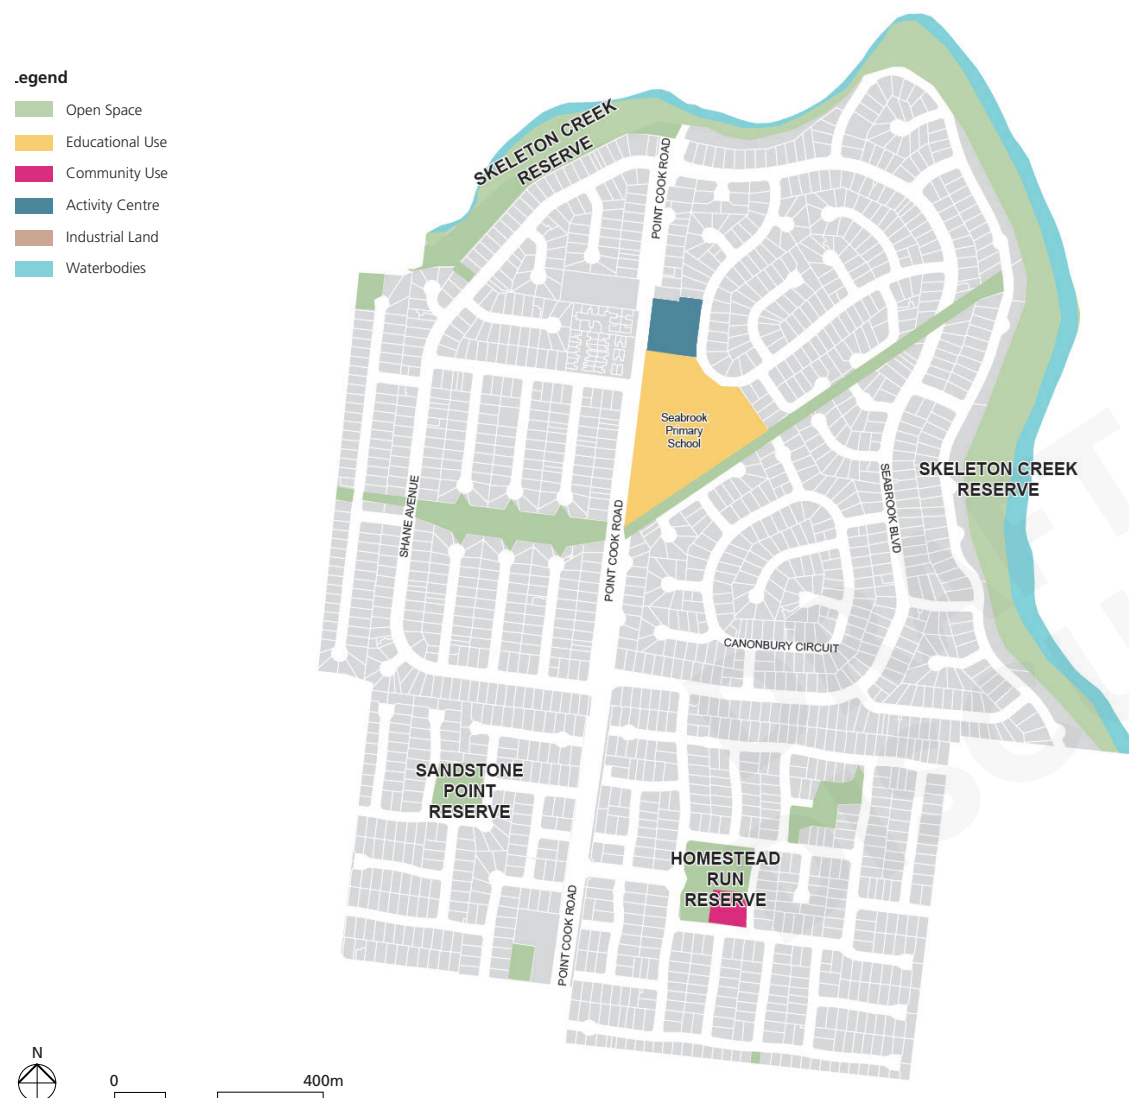 .egend
Open Space
Educational Use
Community Use
Activity Centre
Industrial Land
Waterbodies
SKELETON CREEK
RESERVE
POINT COOK ROAD
Seabrook
Primary
School
SKELETON CREEK
RESERVE
SEABROOK BLVD
SHANE AVENUE
POINT COOK ROAD
CANONBURY CIRCUIT
SANDSTONE
POINT
RESERVE
HOMESTEAD
RUN
RESERVE
POINT COOK ROAD
N
0
400m